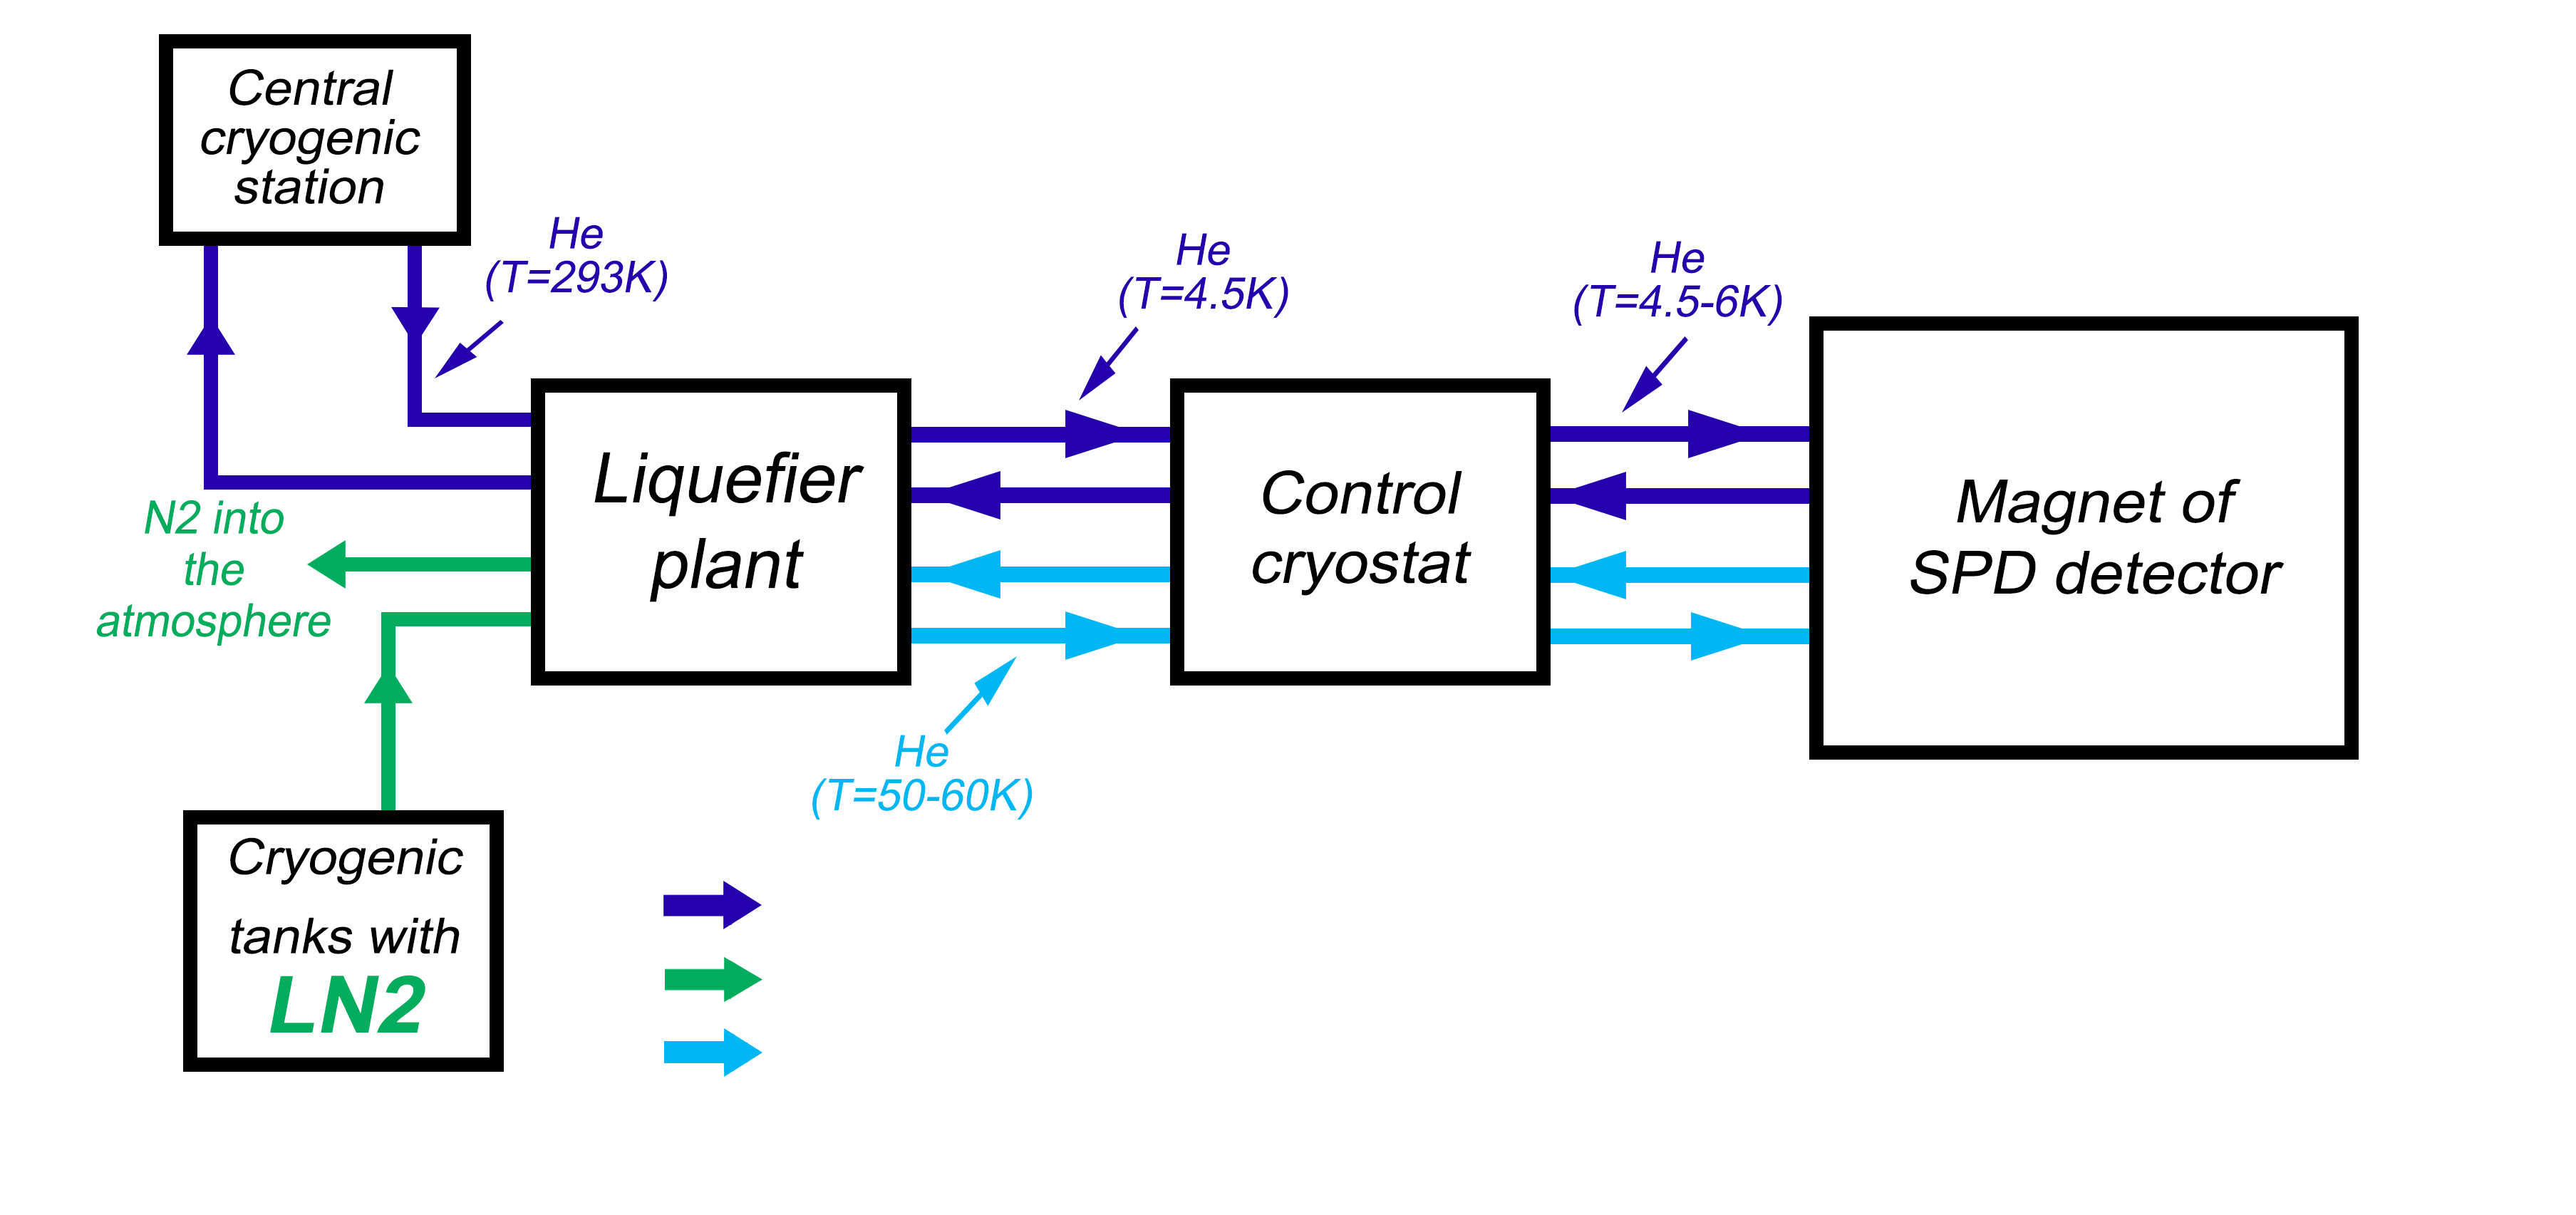 Central
cryogenic
station
He
(T=293K)
He
(T=4.5K)
He
(T=4.5-6K)
Liquefier
plant
Control
cryostat
Magnet of
SPD detector
N2 into
the
atmosphere
He
(T=50-60K)
Cryogenic
tanks with
LN2